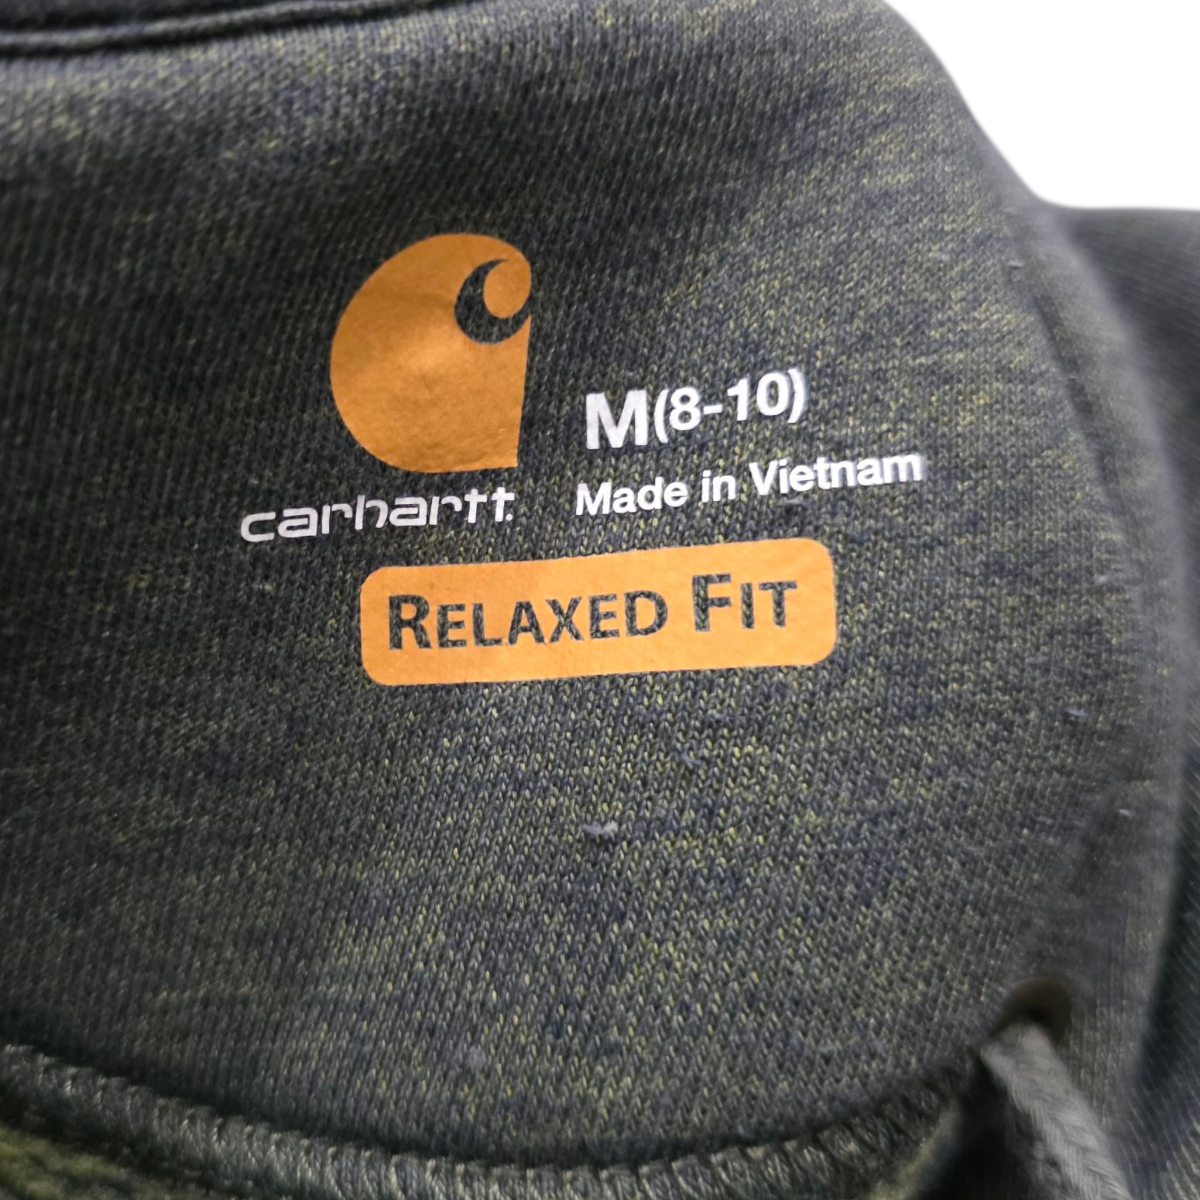 M(8-10)
carhartt.
Made in Vietnam
RELAXED FIT